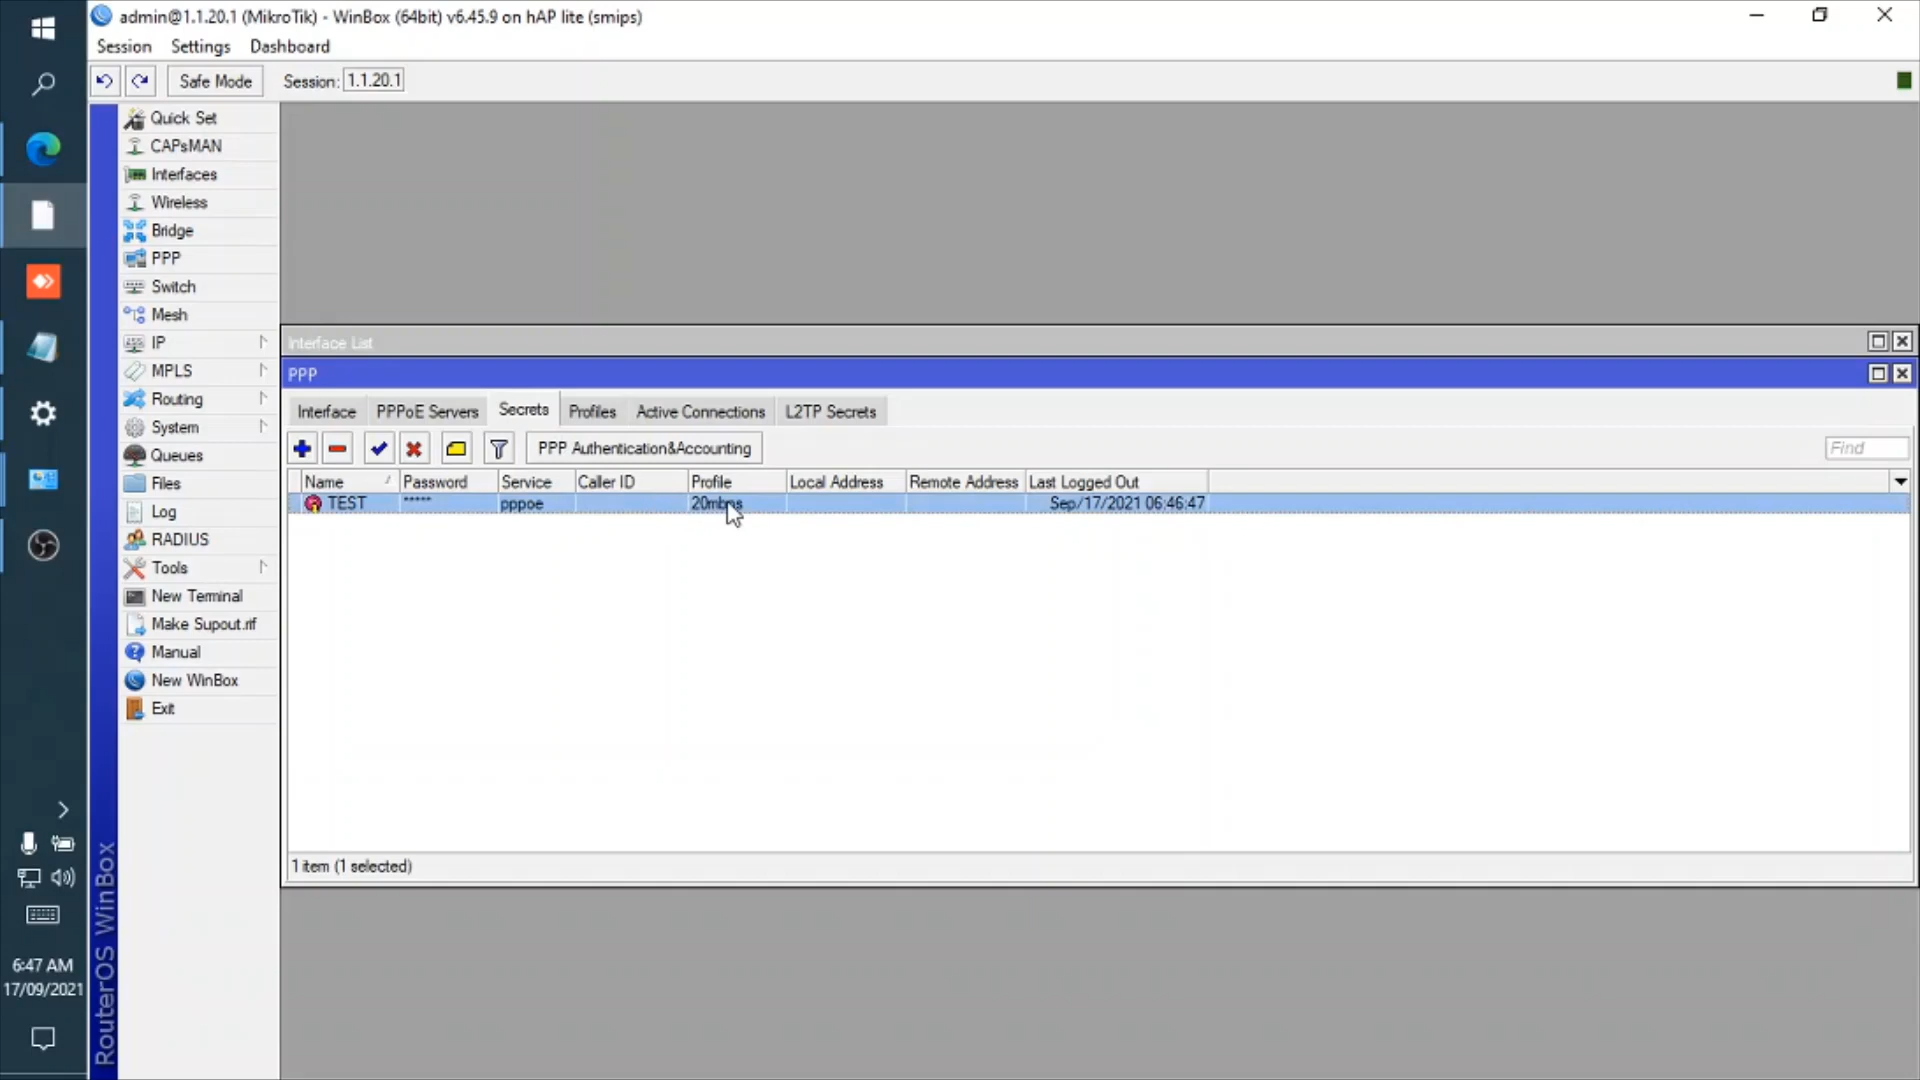 admin@1.1.20.1 (MikroTik) - WinBox (64bit) v6.45.9 on hAP lite (smips)
Session Settings Dashboard
Safe Mode Session: 1.1.20.1
Quick Set
CAPsMAN
Interfaces
Wireless
Bridge
PPP
Switch
Mesh
IP
MPLS
Routing
System
Queues
Files
Log
RADIUS
Tools
New Terminal
Make Supout.rif
Manual
New WinBox
Exit
RouterOS WinBox
Interface List
PPP
Interface PPPoE Servers Secrets Profiles Active Connections L2TP Secrets
PPP Authentication&Accounting Find
Name Password Service Caller ID Profile Local Address Remote Address Last Logged Out
TEST ***** pppoe 20mbps Sep/17/2021 06:46:47
1 item (1 selected)
6:47 AM
17/09/2021